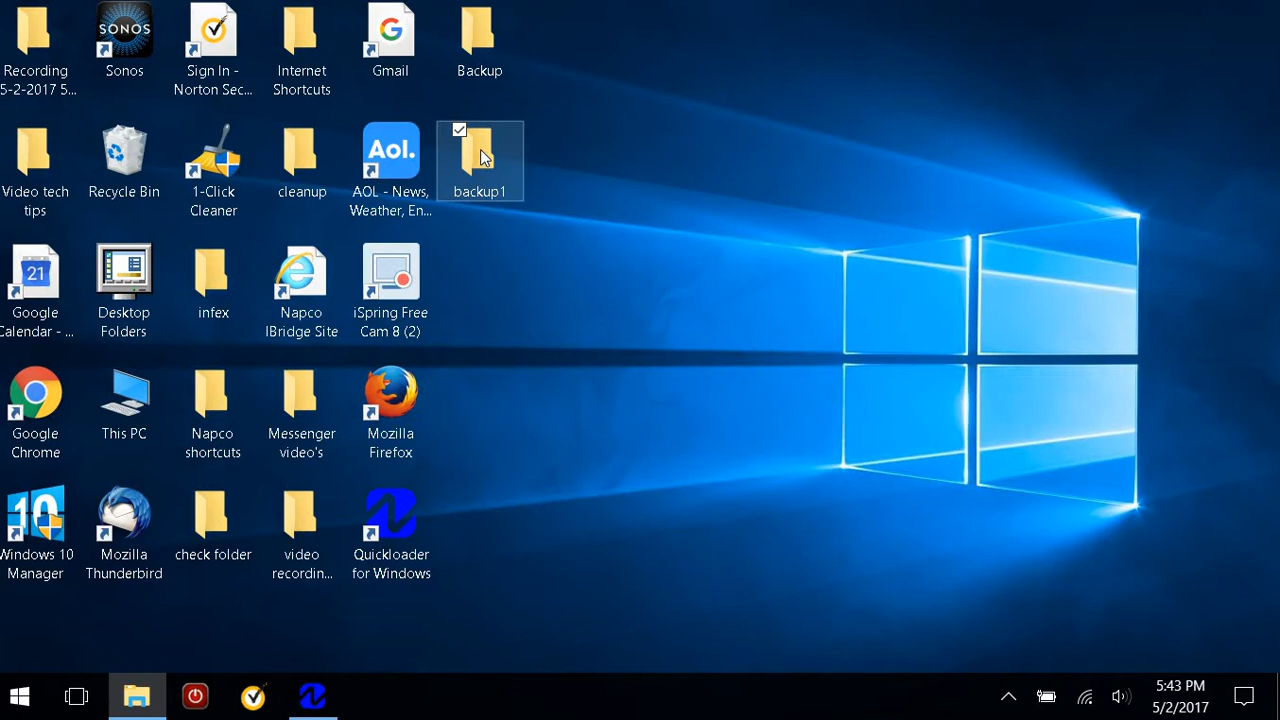 Recording
5-2-2017 5...
SONOS
Sonos
Sign In -
Norton Sec...
Internet
Shortcuts
G
Gmail
Backup
Video tech
tips
Recycle Bin
1-Click
Cleaner
cleanup
Aol.
AOL - News,
Weather, En...
backup1
21
Google
Calendar - ...
Desktop
Folders
infex
Napco
IBridge Site
iSpring Free
Cam 8 (2)
Google
Chrome
This PC
Napco
shortcuts
Messenger
video's
Mozilla
Firefox
10
Windows 10
Manager
Mozilla
Thunderbird
check folder
video
recordin...
Quickloader
for Windows
5:43 PM
5/2/2017